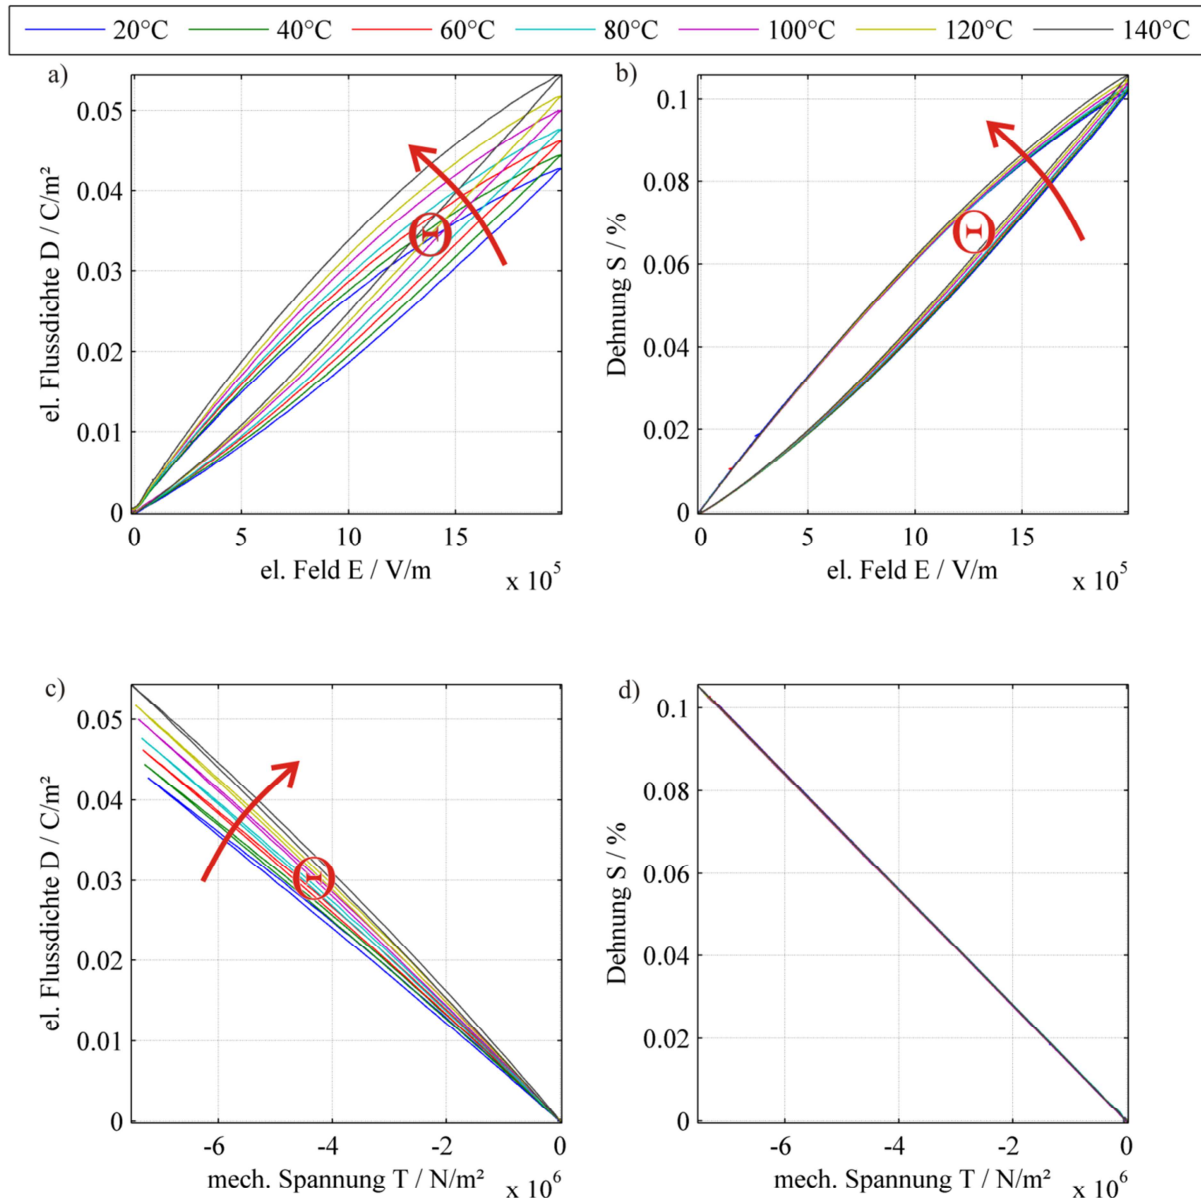 20°C 40°C 60°C 80°C 100°C 120°C 140°C
a)
0.05
0.04
0.03
0.02
0.01
0
el. Flussdichte D / C/m²
Θ
0 5 10 15
el. Feld E / V/m
x 10⁵
b)
0.1
0.08
0.06
0.04
0.02
0
Dehnung S / %
Θ
0 5 10 15
el. Feld E / V/m
x 10⁵
c)
0.05
0.04
0.03
0.02
0.01
0
el. Flussdichte D / C/m²
Θ
-6 -4 -2 0
mech. Spannung T / N/m²
x 10⁶
d)
0.1
0.08
0.06
0.04
0.02
0
Dehnung S / %
-6 -4 -2 0
mech. Spannung T / N/m²
x 10⁶